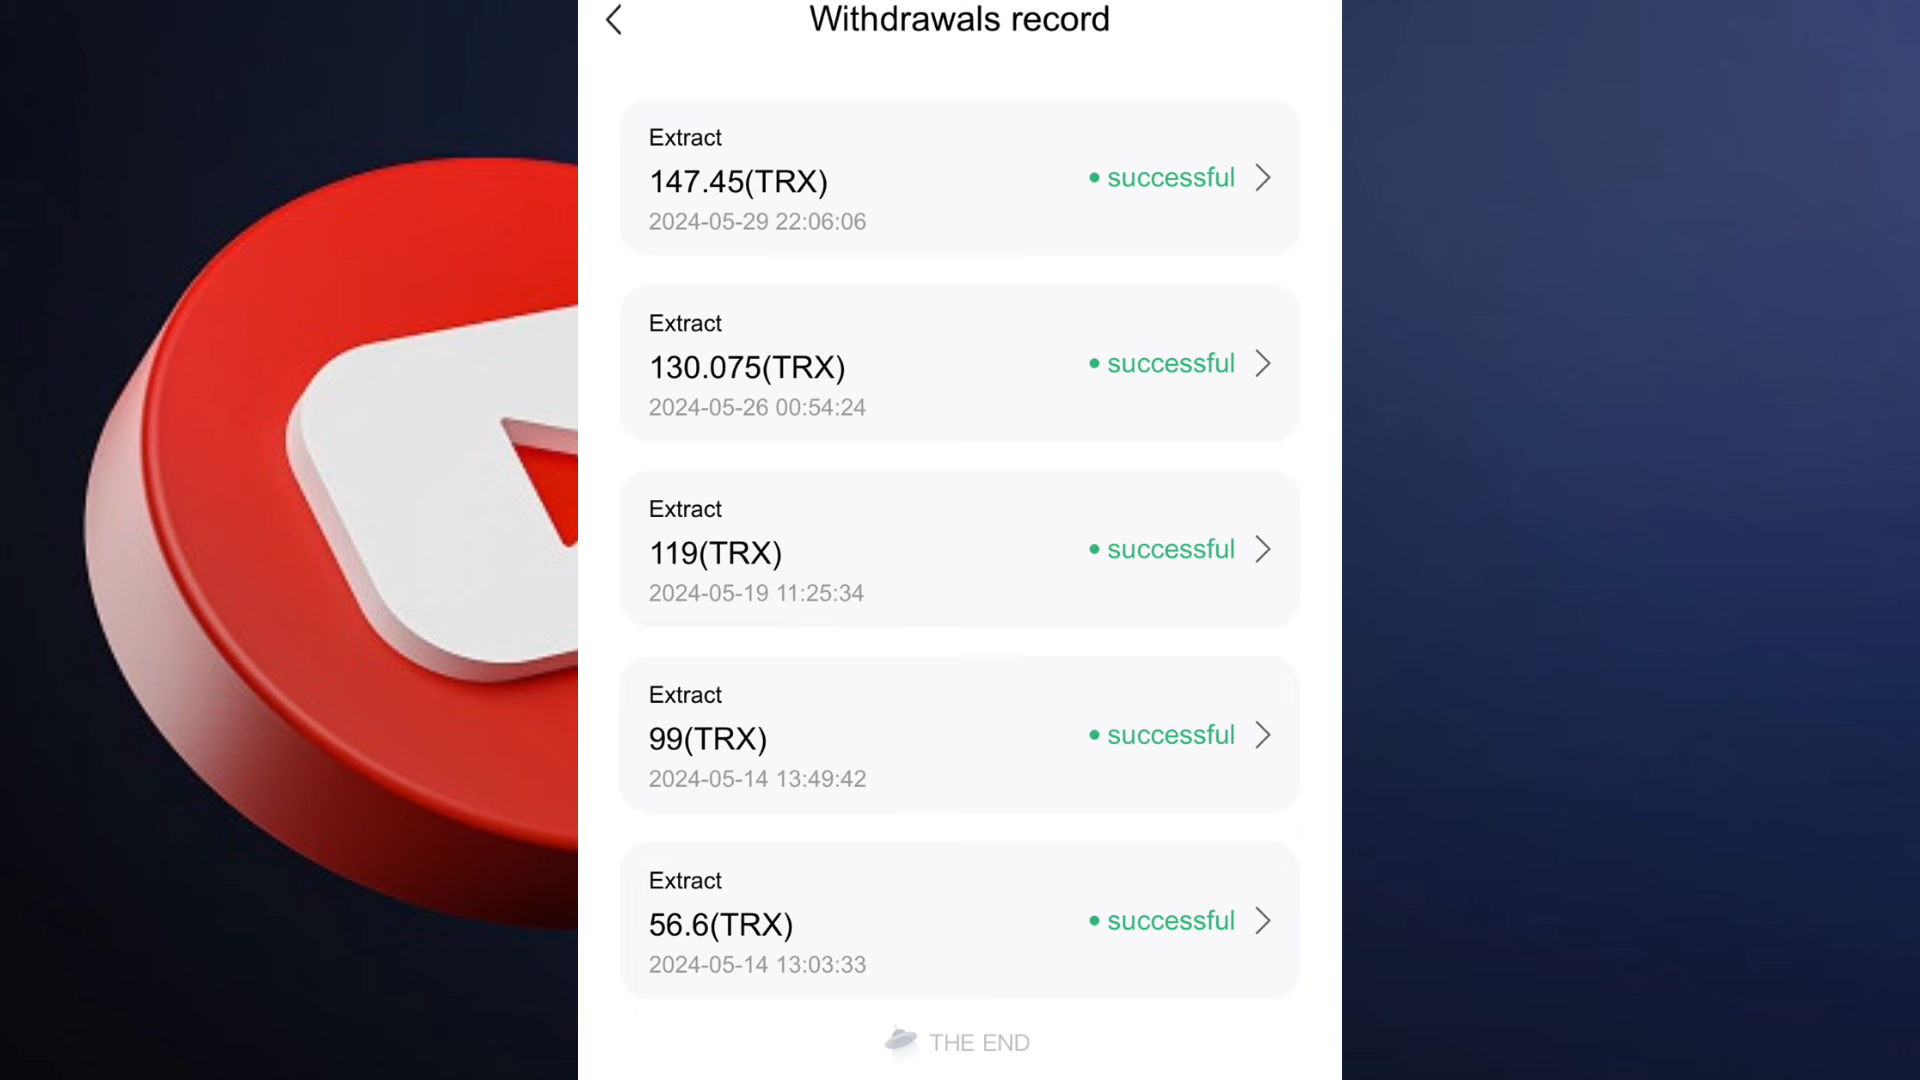 Withdrawals record
Extract
147.45(TRX)
successful
2024-05-29 22:06:06
Extract
130.075(TRX)
successful
2024-05-26 00:54:24
Extract
119(TRX)
successful
2024-05-19 11:25:34
Extract
99(TRX)
successful
2024-05-14 13:49:42
Extract
56.6(TRX)
successful
2024-05-14 13:03:33
THE END